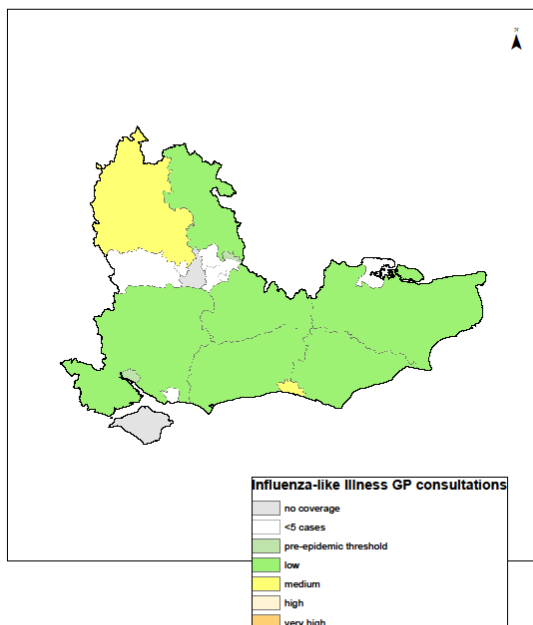 N
Influenza-like Illness GP consultations
no coverage
<5 cases
pre-epidemic threshold
low
medium
high
very high